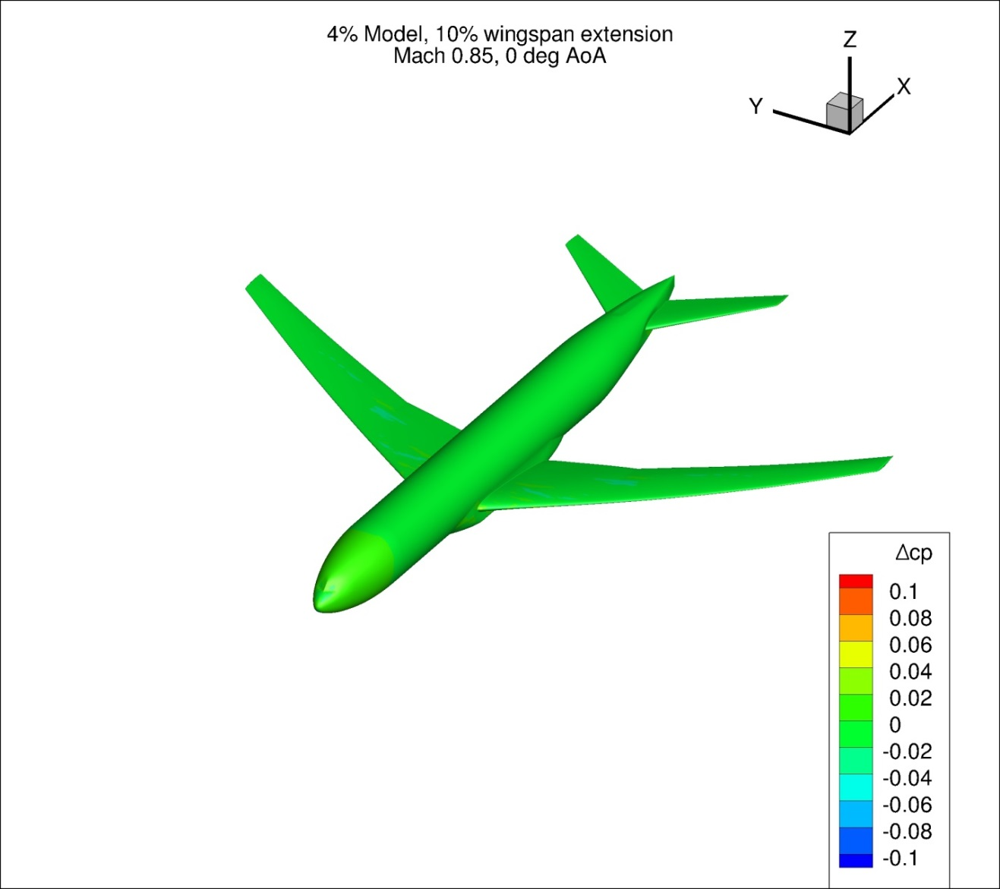 4% Model, 10% wingspan extension
Mach 0.85, 0 deg AoA
Z
X
Y
Δcp
0.1
0.08
0.06
0.04
0.02
0
-0.02
-0.04
-0.06
-0.08
-0.1